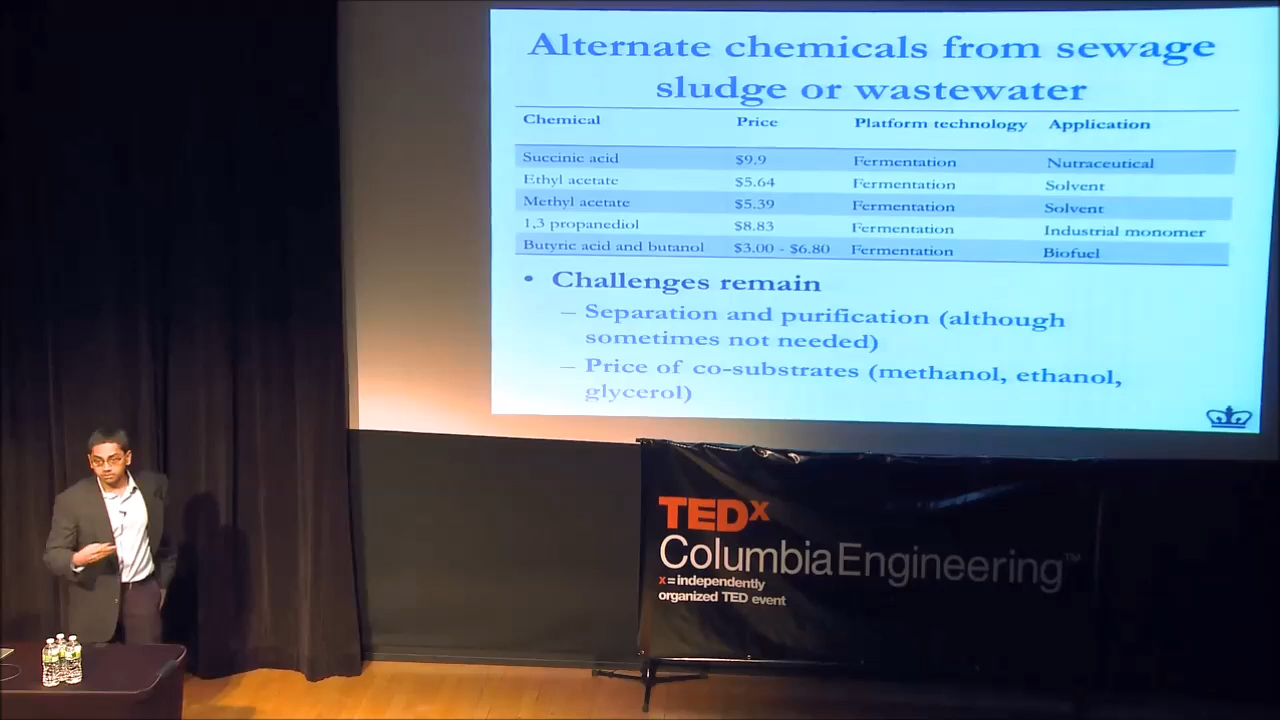 Alternate chemicals from sewage
sludge or wastewater
Chemical Price Platform technology Application
Succinic acid $9.9 Fermentation Nutraceutical
Ethyl acetate $5.64 Fermentation Solvent
Methyl acetate $5.39 Fermentation Solvent
1,3 propanediol $8.83 Fermentation Industrial monomer
Butyric acid and butanol $3.00 - $6.80 Fermentation Biofuel
• Challenges remain
– Separation and purification (although
sometimes not needed)
– Price of co-substrates (methanol, ethanol,
glycerol)
TEDx
ColumbiaEngineering™
x = independently
organized TED event